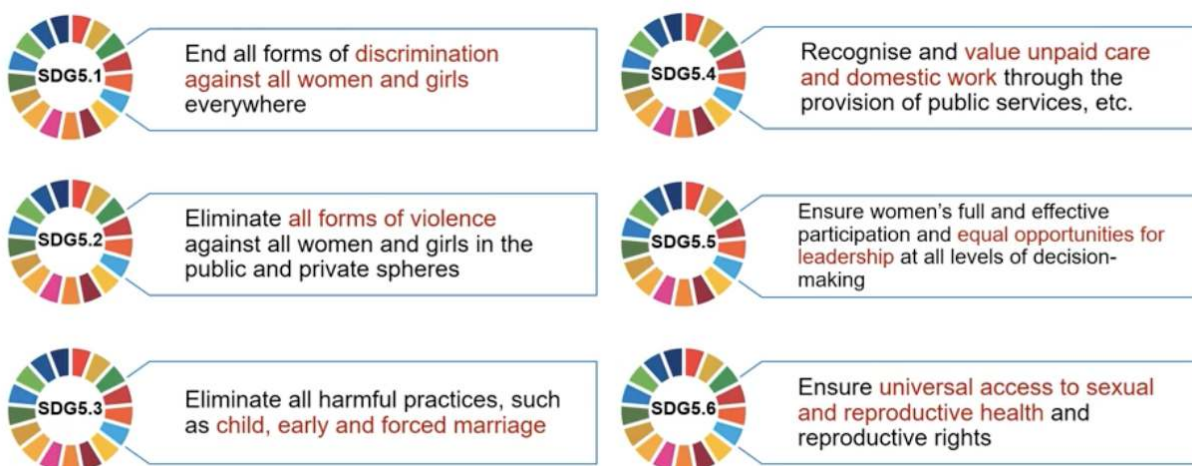 SDG5.1
End all forms of discrimination
against all women and girls
everywhere
SDG5.4
Recognise and value unpaid care
and domestic work through the
provision of public services, etc.
SDG5.2
Eliminate all forms of violence
against all women and girls in the
public and private spheres
SDG5.5
Ensure women's full and effective
participation and equal opportunities for
leadership at all levels of decision-
making
SDG5.3
Eliminate all harmful practices, such
as child, early and forced marriage
SDG5.6
Ensure universal access to sexual
and reproductive health and
reproductive rights